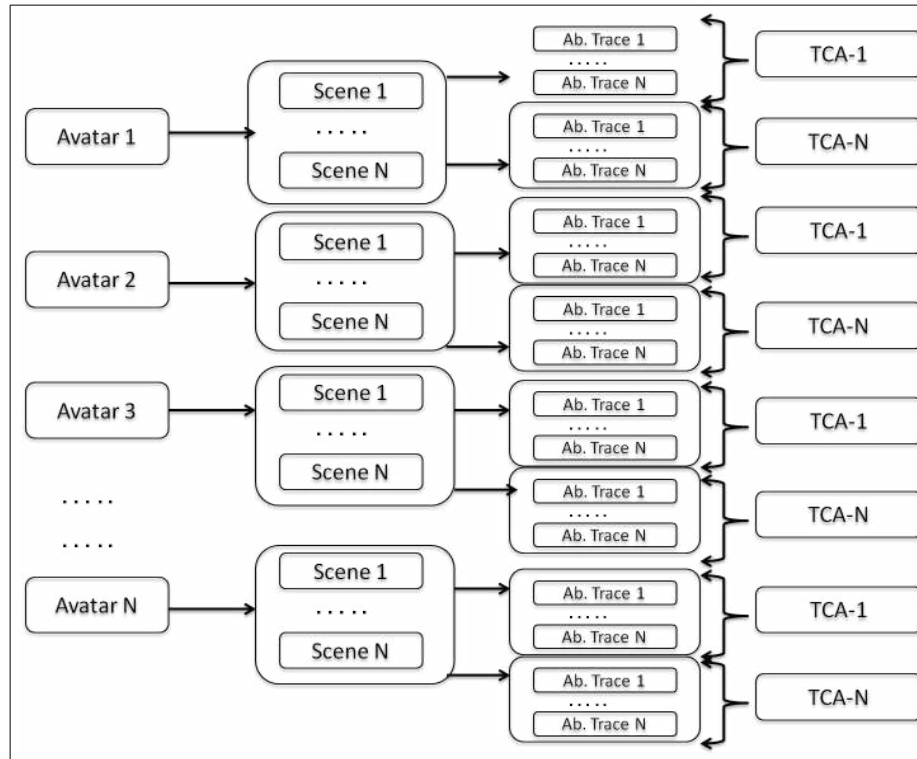 Avatar 1
Scene 1
.....
Scene N
Ab. Trace 1
.....
Ab. Trace N
TCA-1
Ab. Trace 1
.....
Ab. Trace N
TCA-N
Avatar 2
Scene 1
.....
Scene N
Ab. Trace 1
.....
Ab. Trace N
TCA-1
Ab. Trace 1
.....
Ab. Trace N
TCA-N
Avatar 3
Scene 1
.....
Scene N
Ab. Trace 1
.....
Ab. Trace N
TCA-1
Ab. Trace 1
.....
Ab. Trace N
TCA-N
.....
.....
Avatar N
Scene 1
.....
Scene N
Ab. Trace 1
.....
Ab. Trace N
TCA-1
Ab. Trace 1
.....
Ab. Trace N
TCA-N